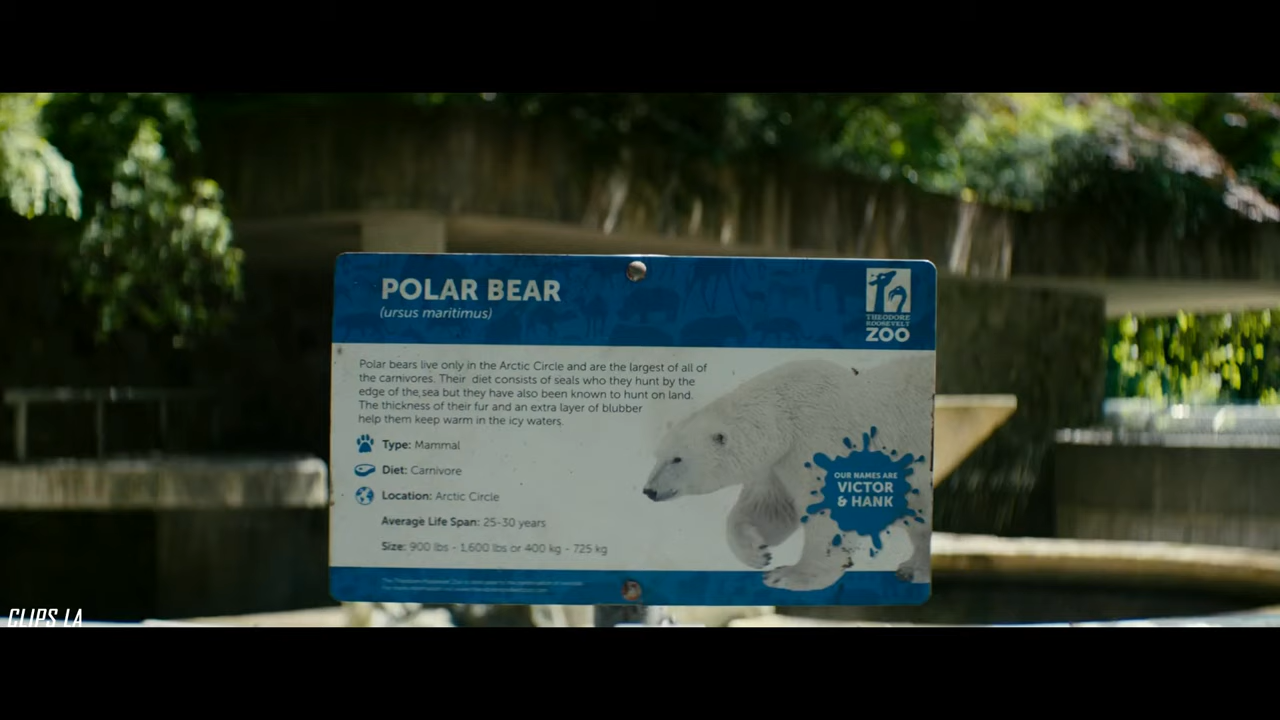 POLAR BEAR
(ursus maritimus)
THEODORE
ROOSEVELT
ZOO
Polar bears live only in the Arctic Circle and are the largest of all of
the carnivores. Their diet consists of seals who they hunt by the
edge of the sea but they have also been known to hunt on land.
The thickness of their fur and an extra layer of blubber
help them keep warm in the icy waters.
Type: Mammal
Diet: Carnivore
Location: Arctic Circle
Average Life Span: 25-30 years
Size: 900 lbs - 1,600 lbs or 400 kg - 725 kg
OUR NAMES ARE
VICTOR
& HANK
CLIPS LA